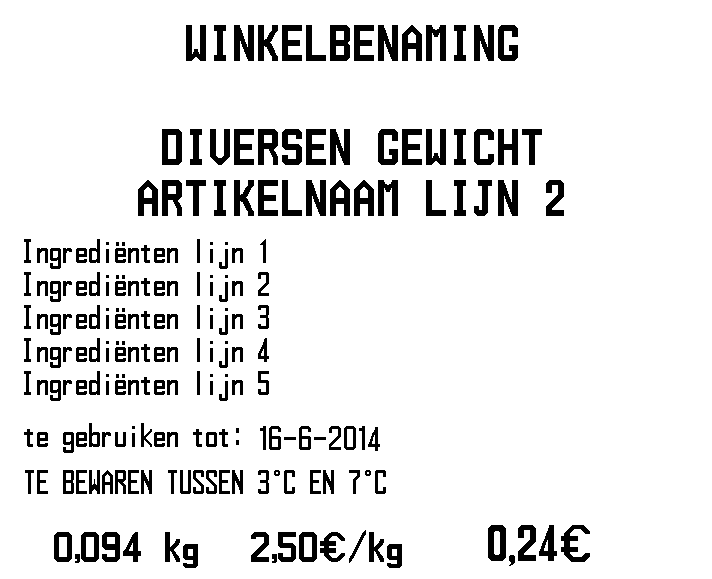 WINKELBENAMING
DIVERSEN GEWICHT
ARTIKELNAAM LIJN 2
Ingrediënten lijn 1
Ingrediënten lijn 2
Ingrediënten lijn 3
Ingrediënten lijn 4
Ingrediënten lijn 5
te gebruiken tot: 16-6-2014
TE BEWAREN TUSSEN 3°C EN 7°C
0,094 kg 2,50€/kg 0,24€